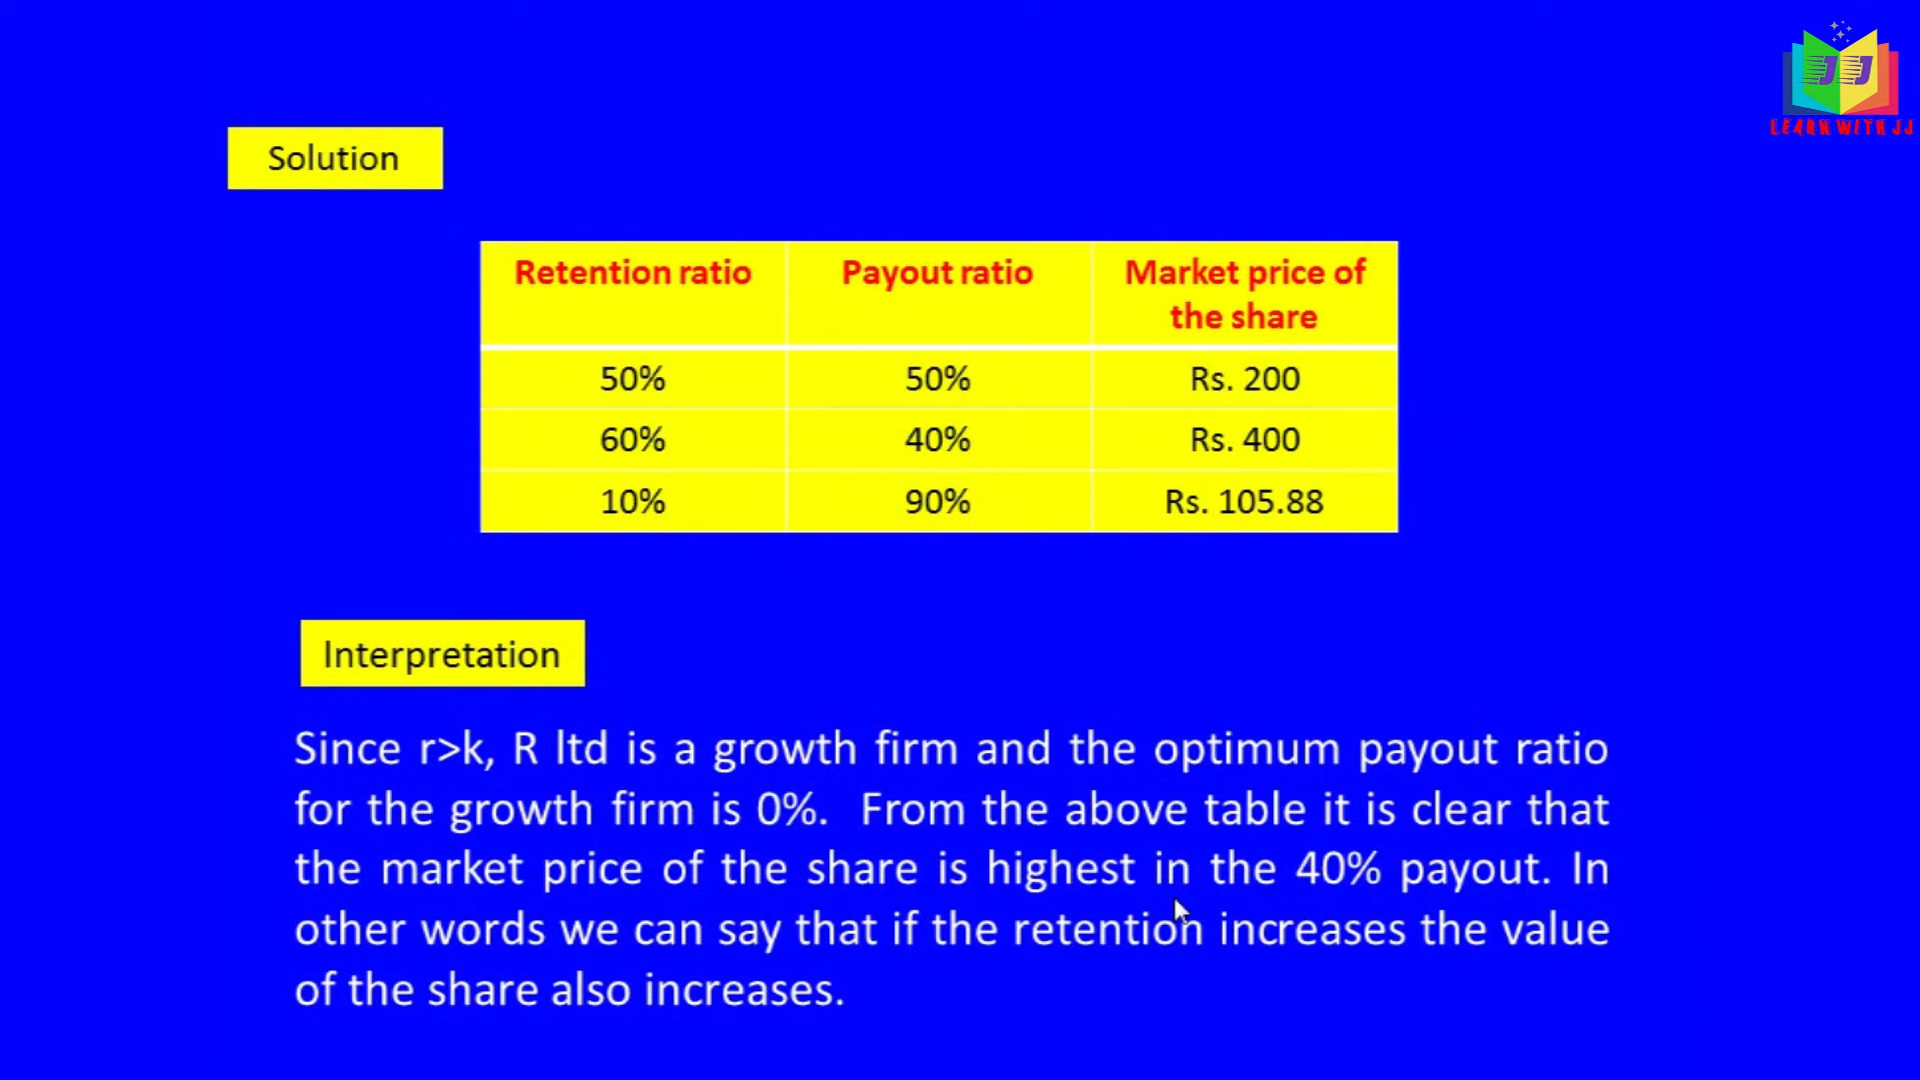 LEARN WITH JJ
Solution
Retention ratio Payout ratio Market price of
the share
50% 50% Rs. 200
60% 40% Rs. 400
10% 90% Rs. 105.88
Interpretation
Since r>k, R ltd is a growth firm and the optimum payout ratio
for the growth firm is 0%. From the above table it is clear that
the market price of the share is highest in the 40% payout. In
other words we can say that if the retention increases the value
of the share also increases.